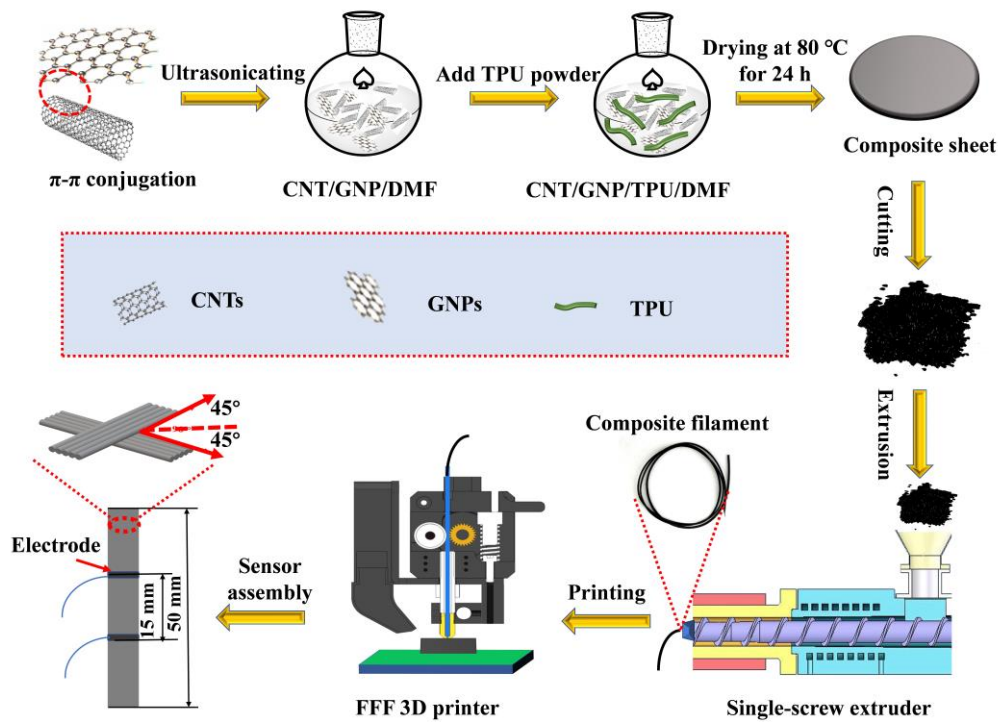 Ultrasonicating
Add TPU powder
Drying at 80 ℃
for 24 h
π-π conjugation
CNT/GNP/DMF
CNT/GNP/TPU/DMF
Composite sheet
Cutting
CNTs
GNPs
TPU
Extrusion
45°
45°
Composite filament
Electrode
15 mm
50 mm
Sensor
assembly
Printing
FFF 3D printer
Single-screw extruder